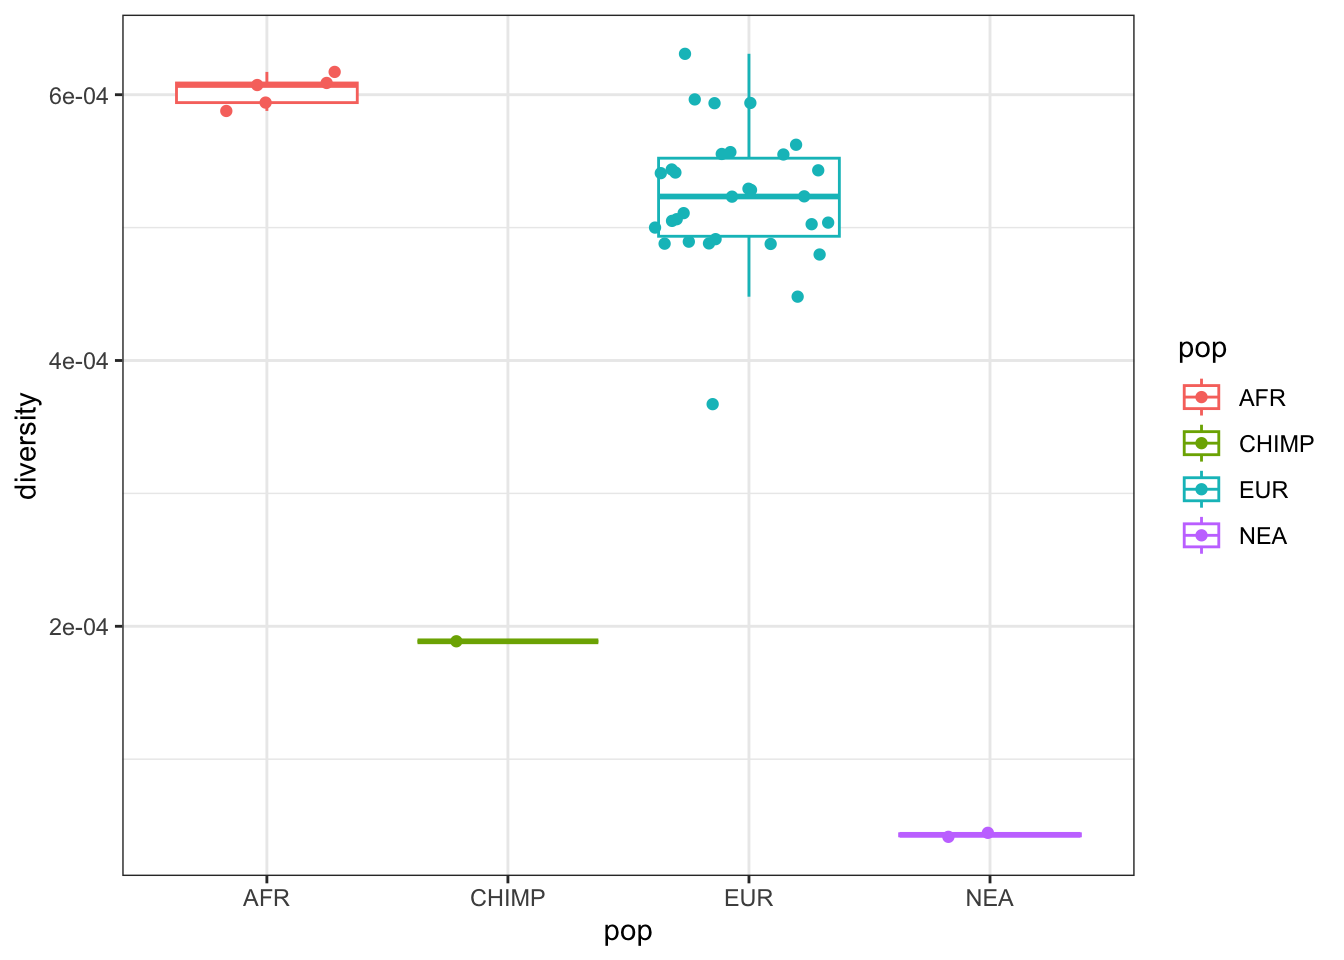 diversity
6e-04
4e-04
2e-04
AFR
CHIMP
EUR
NEA
pop
pop
AFR
CHIMP
EUR
NEA